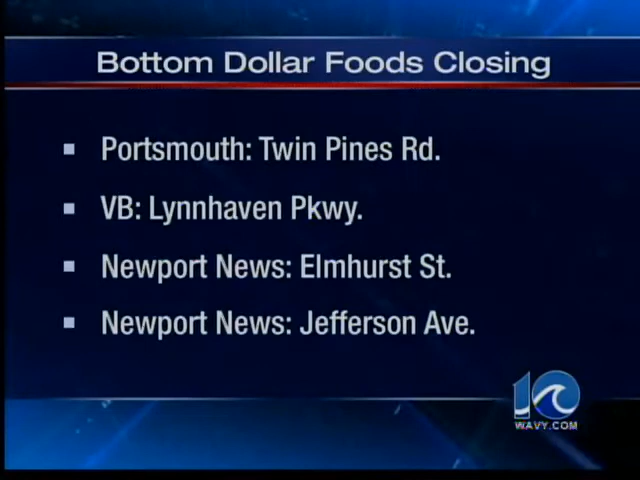 Bottom Dollar Foods Closing
Portsmouth: Twin Pines Rd.
VB: Lynnhaven Pkwy.
Newport News: Elmhurst St.
Newport News: Jefferson Ave.
10
WAVY.COM